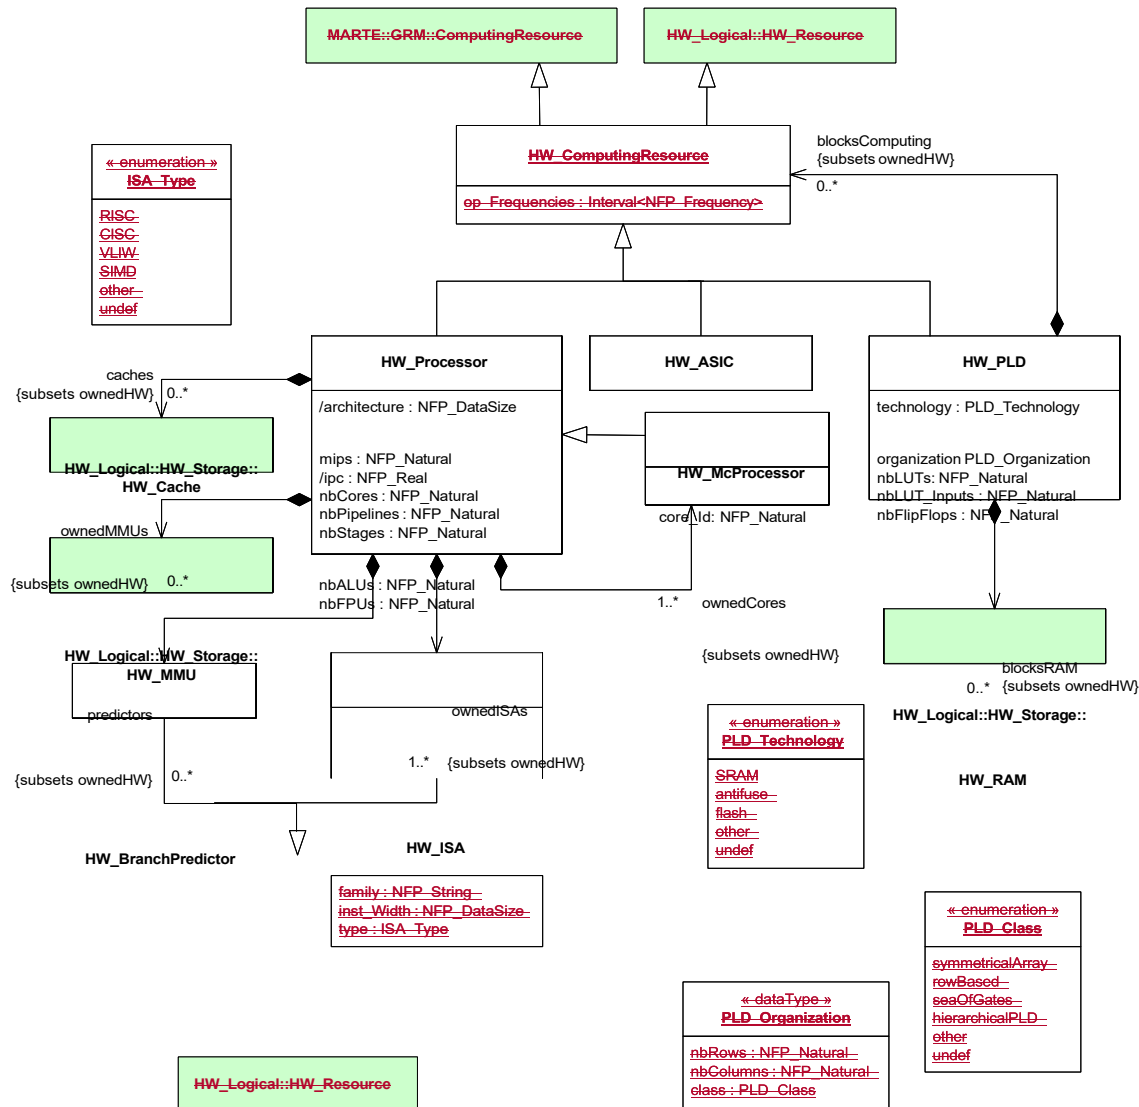 MARTE::GRM::ComputingResource
HW_Logical::HW_Resource
HW_ComputingResource
op_Frequencies : Interval<NFP_Frequency>
blocksComputing
{subsets ownedHW}
0..*
« enumeration »
ISA_Type
RISC
CISC
VLIW
SIMD
other
undef
HW_Processor
/architecture : NFP_DataSize
mips : NFP_Natural
/ipc : NFP_Real
nbCores : NFP_Natural
nbPipelines : NFP_Natural
nbStages : NFP_Natural
nbALUs : NFP_Natural
nbFPUs : NFP_Natural
HW_ASIC
HW_PLD
technology : PLD_Technology
organization PLD_Organization
nbLUTs: NFP_Natural
nbLUT_Inputs : NFP_Natural
nbFlipFlops : NFP_Natural
caches
{subsets ownedHW}
0..*
HW_Logical::HW_Storage::
HW_Cache
HW_McProcessor
core_Id: NFP_Natural
ownedMMUs
{subsets ownedHW}
0..*
1..*
ownedCores
{subsets ownedHW}
HW_Logical::HW_Storage::
HW_MMU
predictors
{subsets ownedHW}
0..*
ownedISAs
1..*
{subsets ownedHW}
blocksRAM
0..*
{subsets ownedHW}
HW_Logical::HW_Storage::
HW_RAM
« enumeration »
PLD_Technology
SRAM
antifuse
flash
other
undef
HW_BranchPredictor
HW_ISA
family : NFP_String
inst_Width : NFP_DataSize
type : ISA_Type
« enumeration »
PLD_Class
symmetricalArray
rowBased
seaOfGates
hierarchicalPLD
other
undef
« dataType »
PLD_Organization
nbRows : NFP_Natural
nbColumns : NFP_Natural
class : PLD_Class
HW_Logical::HW_Resource